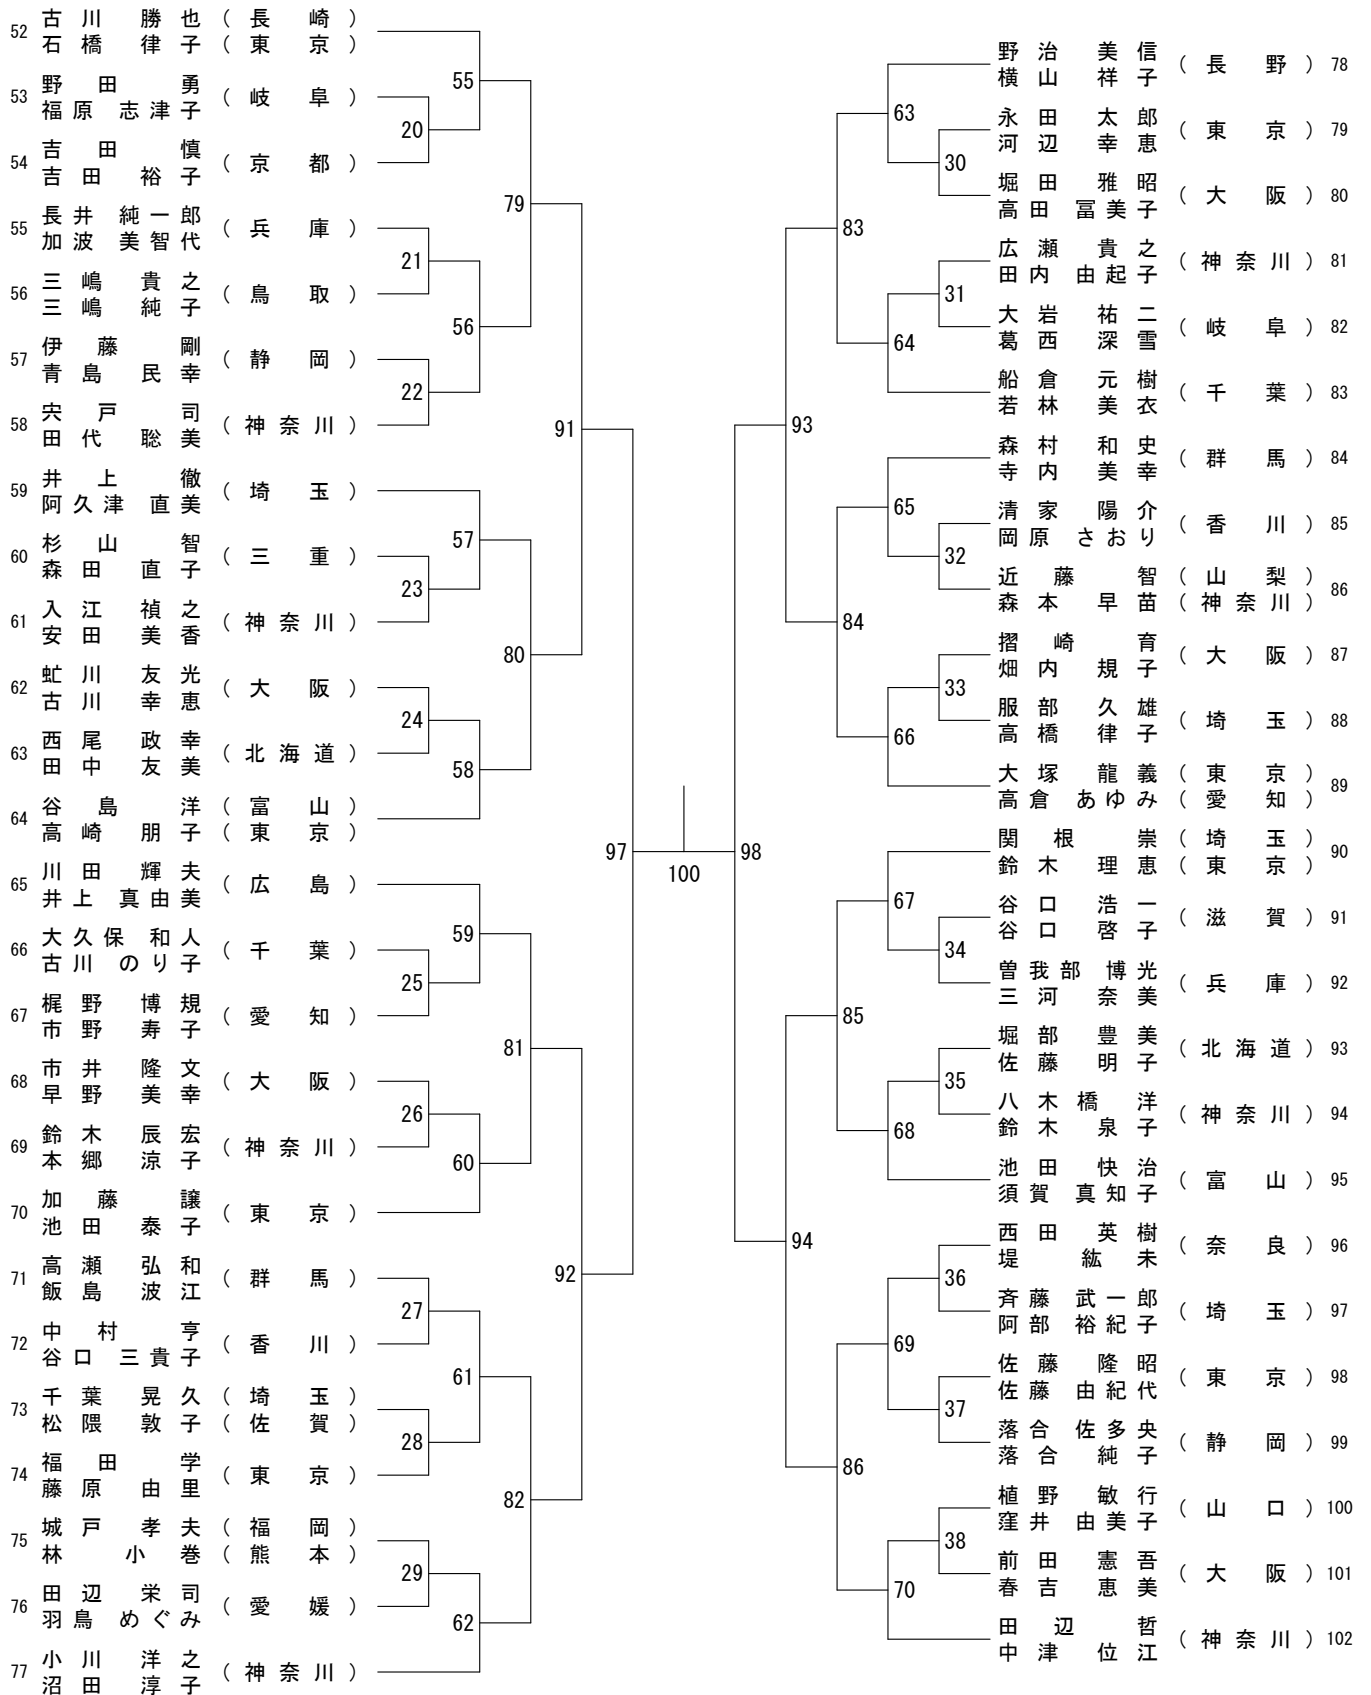 52 古川 勝也 (長崎)
石橋 律子 (東京)
53 野田 勇 (岐阜)
福原 志津子
54 吉田 慎 (京都)
吉田 裕子
55 長井 純一郎 (兵庫)
加波 美智代
56 三嶋 貴之 (鳥取)
三嶋 純子
57 伊藤 剛 (静岡)
青島 民幸
58 宍戸 司 (神奈川)
田代 聡美
59 井上 徹 (埼玉)
阿久津 直美
60 杉山 智 (三重)
森田 直子
61 入江 禎之 (神奈川)
安田 美香
62 虻川 友光 (大阪)
古川 幸恵
63 西尾 政幸 (北海道)
田中 友美
64 谷島 洋 (富山)
高崎 朋子 (東京)
65 川田 輝夫 (広島)
井上 真由美
66 大久保 和人 (千葉)
古川 のり子
67 梶野 博規 (愛知)
市野 寿子
68 市井 隆文 (大阪)
早野 美幸
69 鈴木 辰宏 (神奈川)
本郷 涼子
70 加藤 譲 (東京)
池田 泰子
71 高瀬 弘和 (群馬)
飯島 波江
72 中村 亨 (香川)
谷口 三貴子
73 千葉 晃久 (埼玉)
松隈 敦子 (佐賀)
74 福田 学 (東京)
藤原 由里
75 城戸 孝夫 (福岡)
林 小巻 (熊本)
76 田辺 栄司 (愛媛)
羽鳥 めぐみ
77 小川 洋之 (神奈川)
沼田 淳子
20
21
22
23
24
25
26
27
28
29
55
56
57
58
59
60
61
62
79
80
81
82
91
92
97
100
98
93
94
83
84
85
86
63
64
65
66
67
68
69
70
30
31
32
33
34
35
36
37
38
野治 美信 (長野) 78
横山 祥子
永田 太郎 (東京) 79
河辺 幸恵
堀田 雅昭 (大阪) 80
高田 冨美子
広瀬 貴之 (神奈川) 81
田内 由起子
大岩 祐二 (岐阜) 82
葛西 深雪
船倉 元樹 (千葉) 83
若林 美衣
森村 和史 (群馬) 84
寺内 美幸
清家 陽介 (香川) 85
岡原 さおり
近藤 智 (山梨) 86
森本 早苗 (神奈川)
摺崎 育 (大阪) 87
畑内 規子
服部 久雄 (埼玉) 88
高橋 律子
大塚 龍義 (東京) 89
高倉 あゆみ (愛知)
関根 崇 (埼玉) 90
鈴木 理恵 (東京)
谷口 浩一 (滋賀) 91
谷口 啓子
曽我部 博光 (兵庫) 92
三河 奈美
堀部 豊美 (北海道) 93
佐藤 明子
八木橋 洋 (神奈川) 94
鈴木 泉子
池田 快治 (富山) 95
須賀 真知子
西田 英樹 (奈良) 96
堤 紘未
斉藤 武一郎 (埼玉) 97
阿部 裕紀子
佐藤 隆昭 (東京) 98
佐藤 由紀代
落合 佐多央 (静岡) 99
落合 純子
植野 敏行 (山口) 100
窪井 由美子
前田 憲吾 (大阪) 101
春吉 恵美
田辺 哲 (神奈川) 102
中津 位江